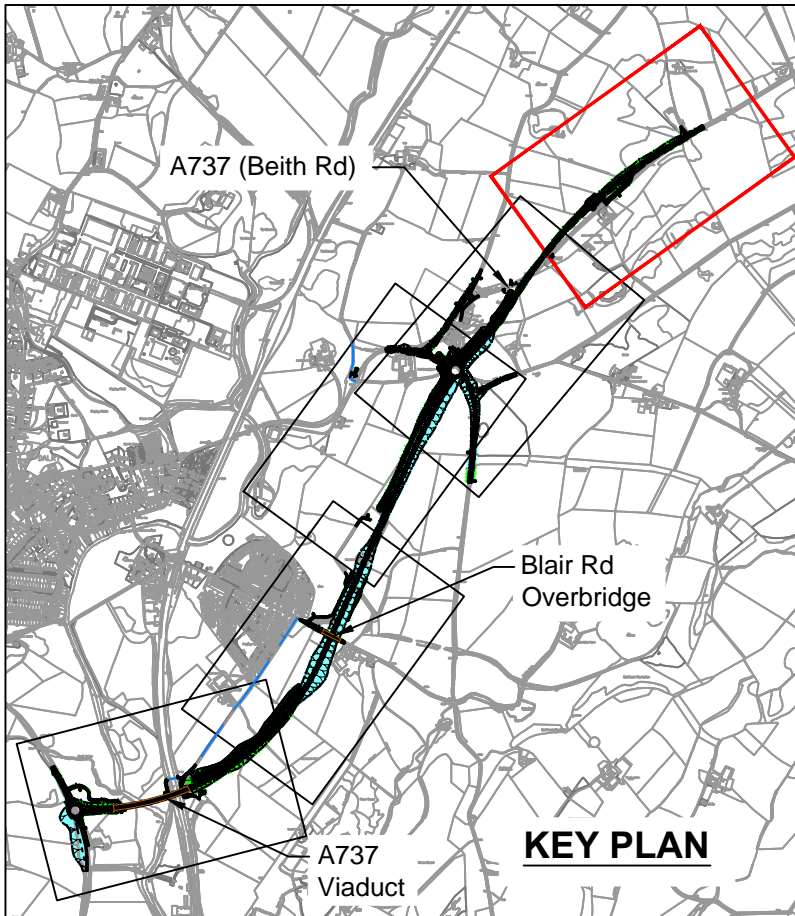 A737 (Beith Rd)
Blair Rd
Overbridge
A737
Viaduct
KEY PLAN